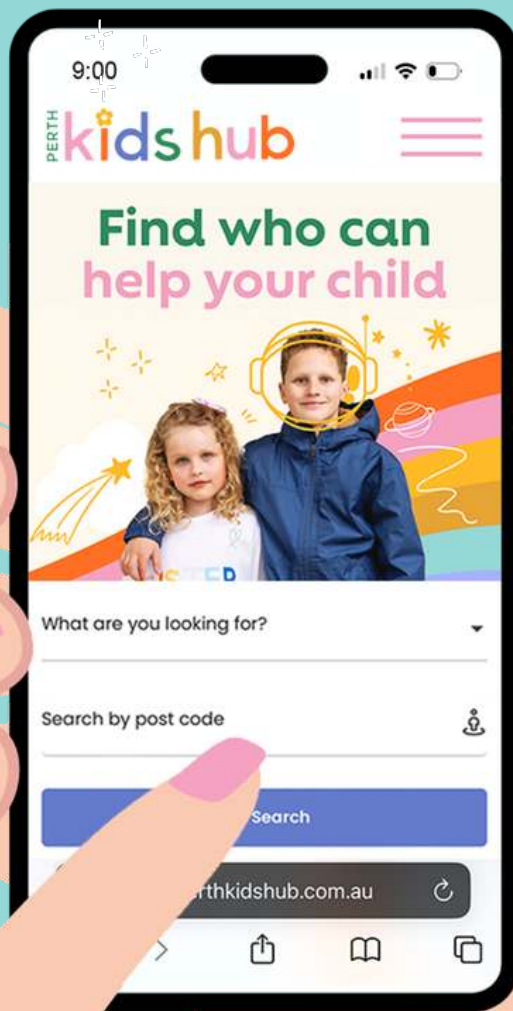 9:00
PERTH
kids hub
Find who can
help your child
What are you looking for?
Search by post code
Search
rthkidshub.com.au